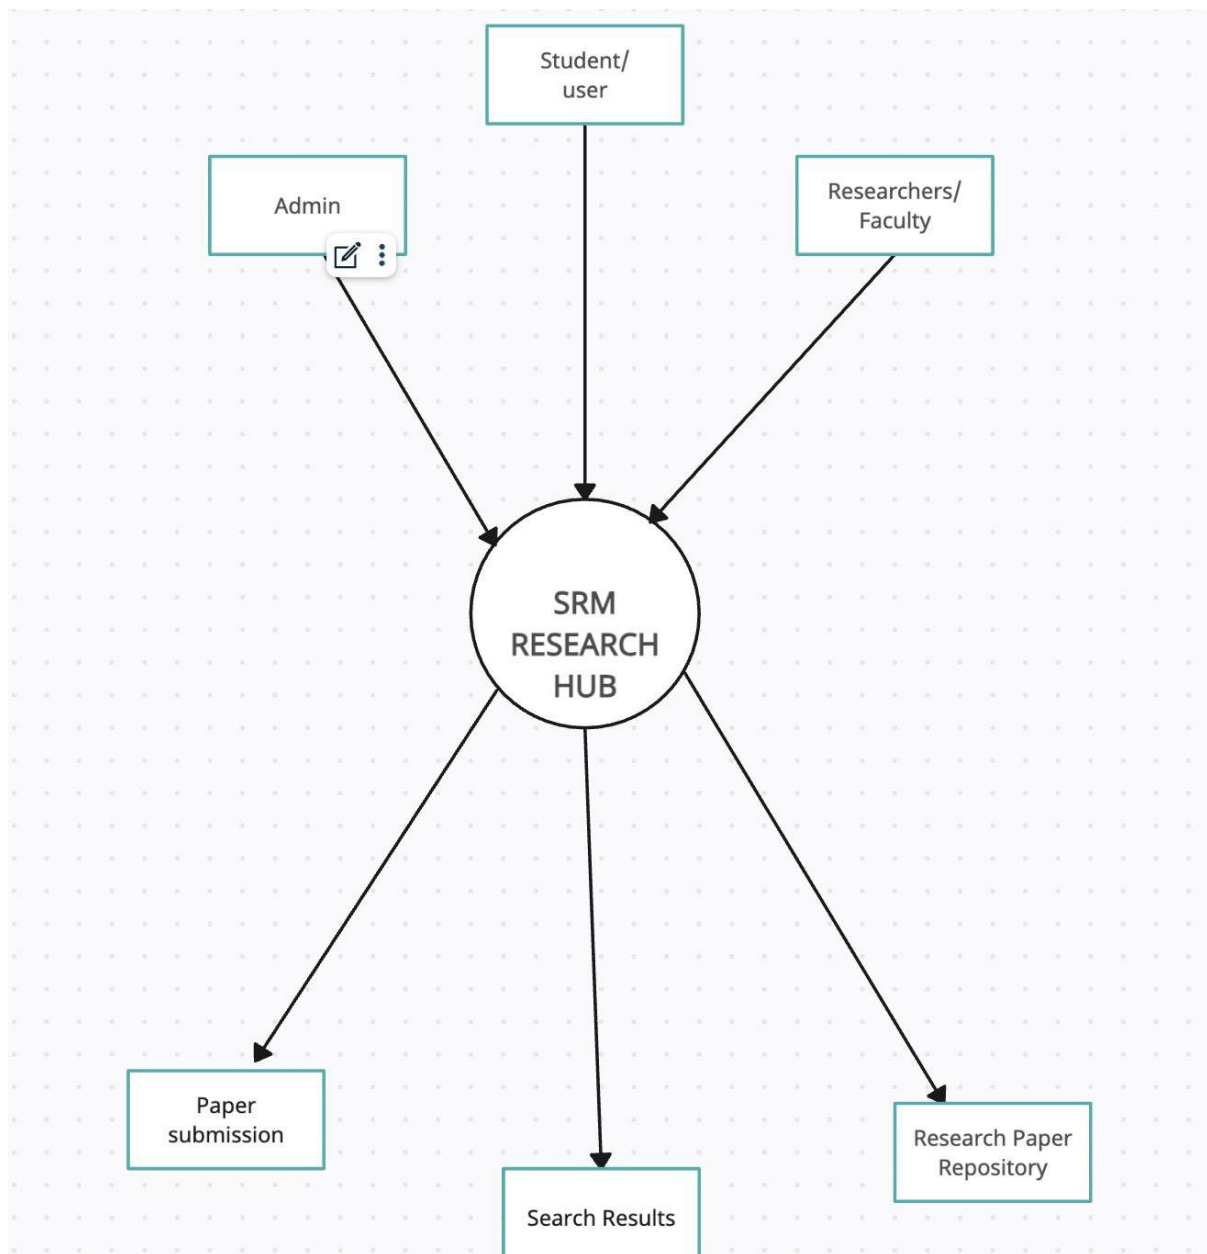 Student/
user
Admin
Researchers/
Faculty
SRM
RESEARCH
HUB
Paper
submission
Research Paper
Repository
Search Results